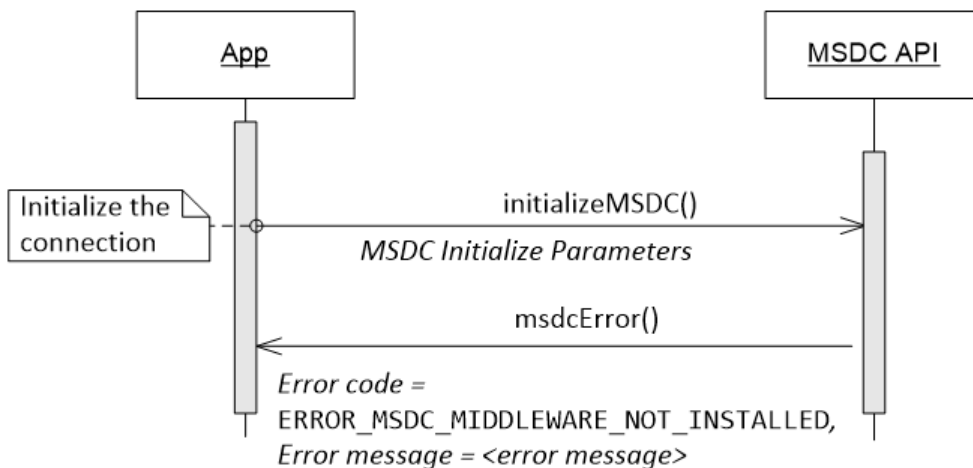 App
MSDC API
Initialize the
connection
initializeMSDC()
MSDC Initialize Parameters
msdcError()
Error code =
ERROR_MSDC_MIDDLEWARE_NOT_INSTALLED,
Error message = <error message>